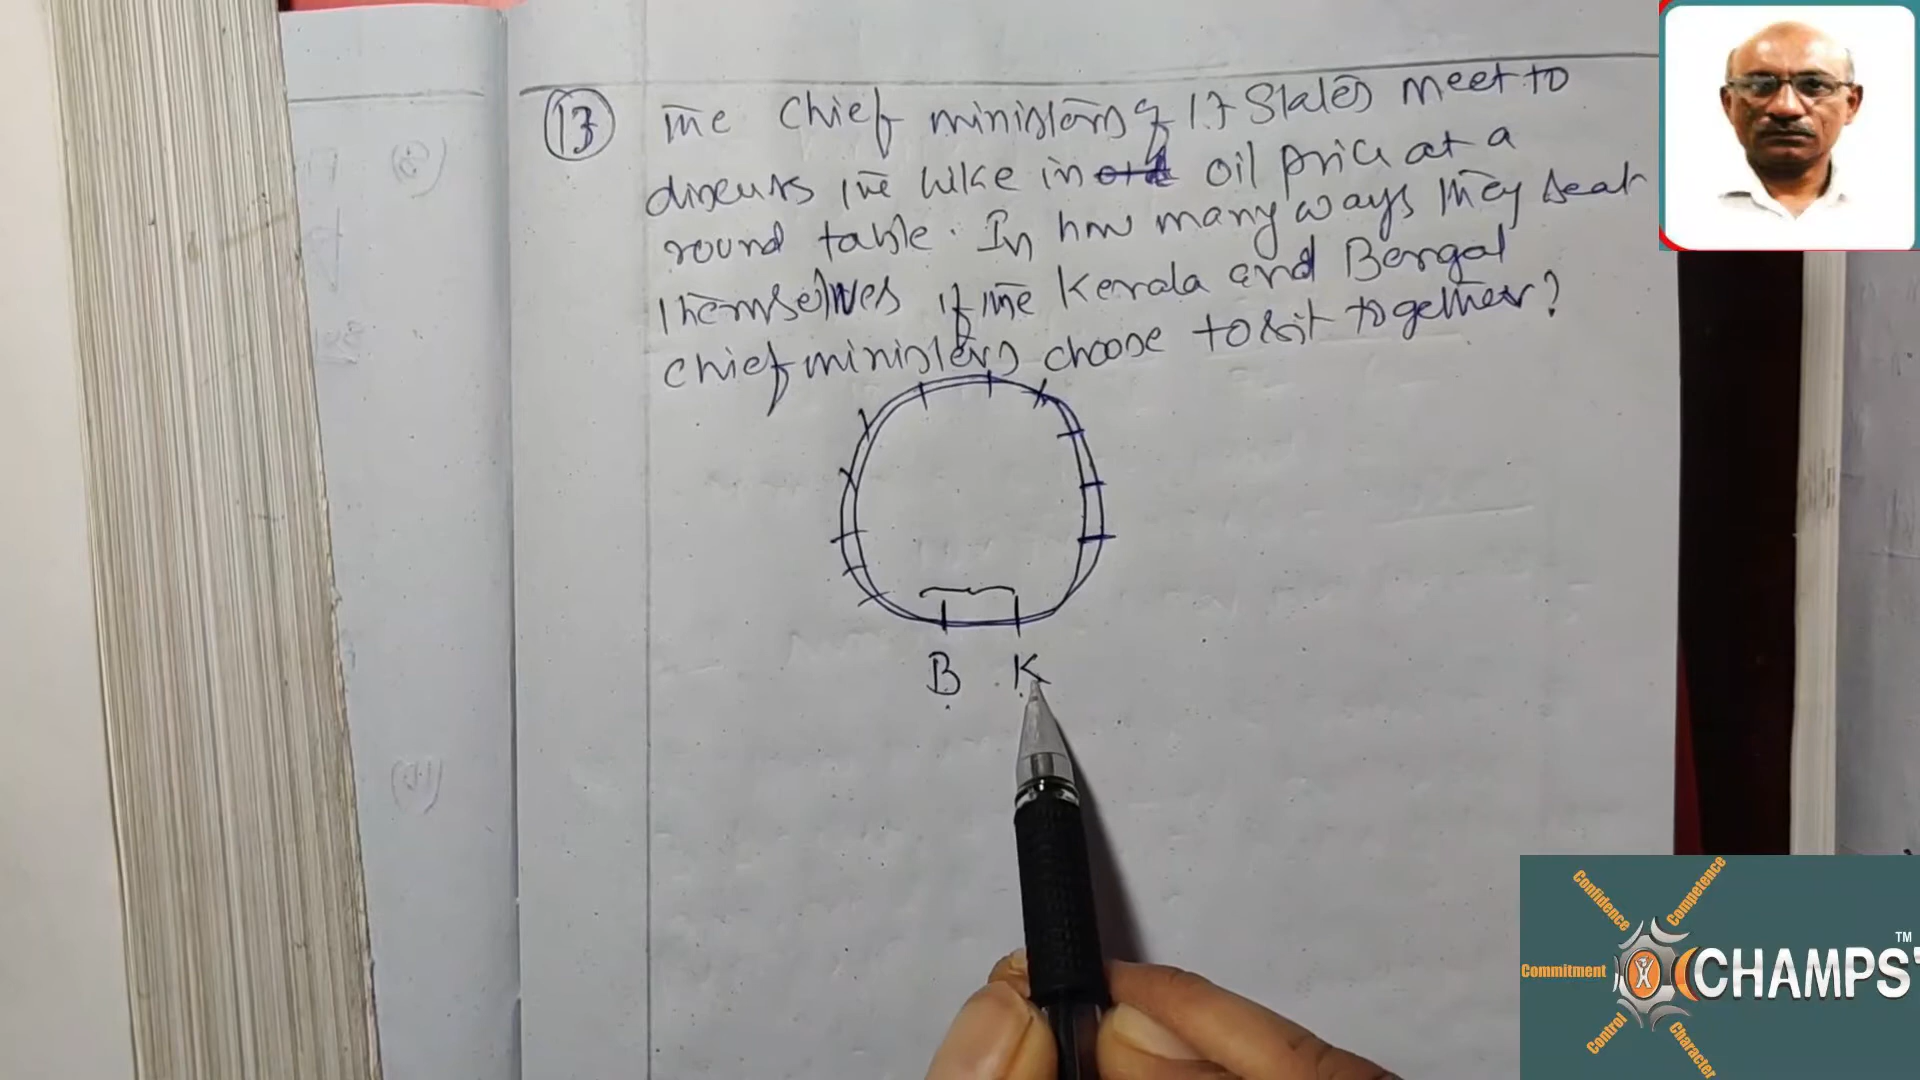 13 The Chief ministers of 17 States meet to
discuss the hike in oil price at a
round table. In how many ways they seat
themselves if the Kerala and Bengal
chief ministers choose to sit together?
B K
Confidence
Competence
Commitment
CHAMPS
TM
Control
Character